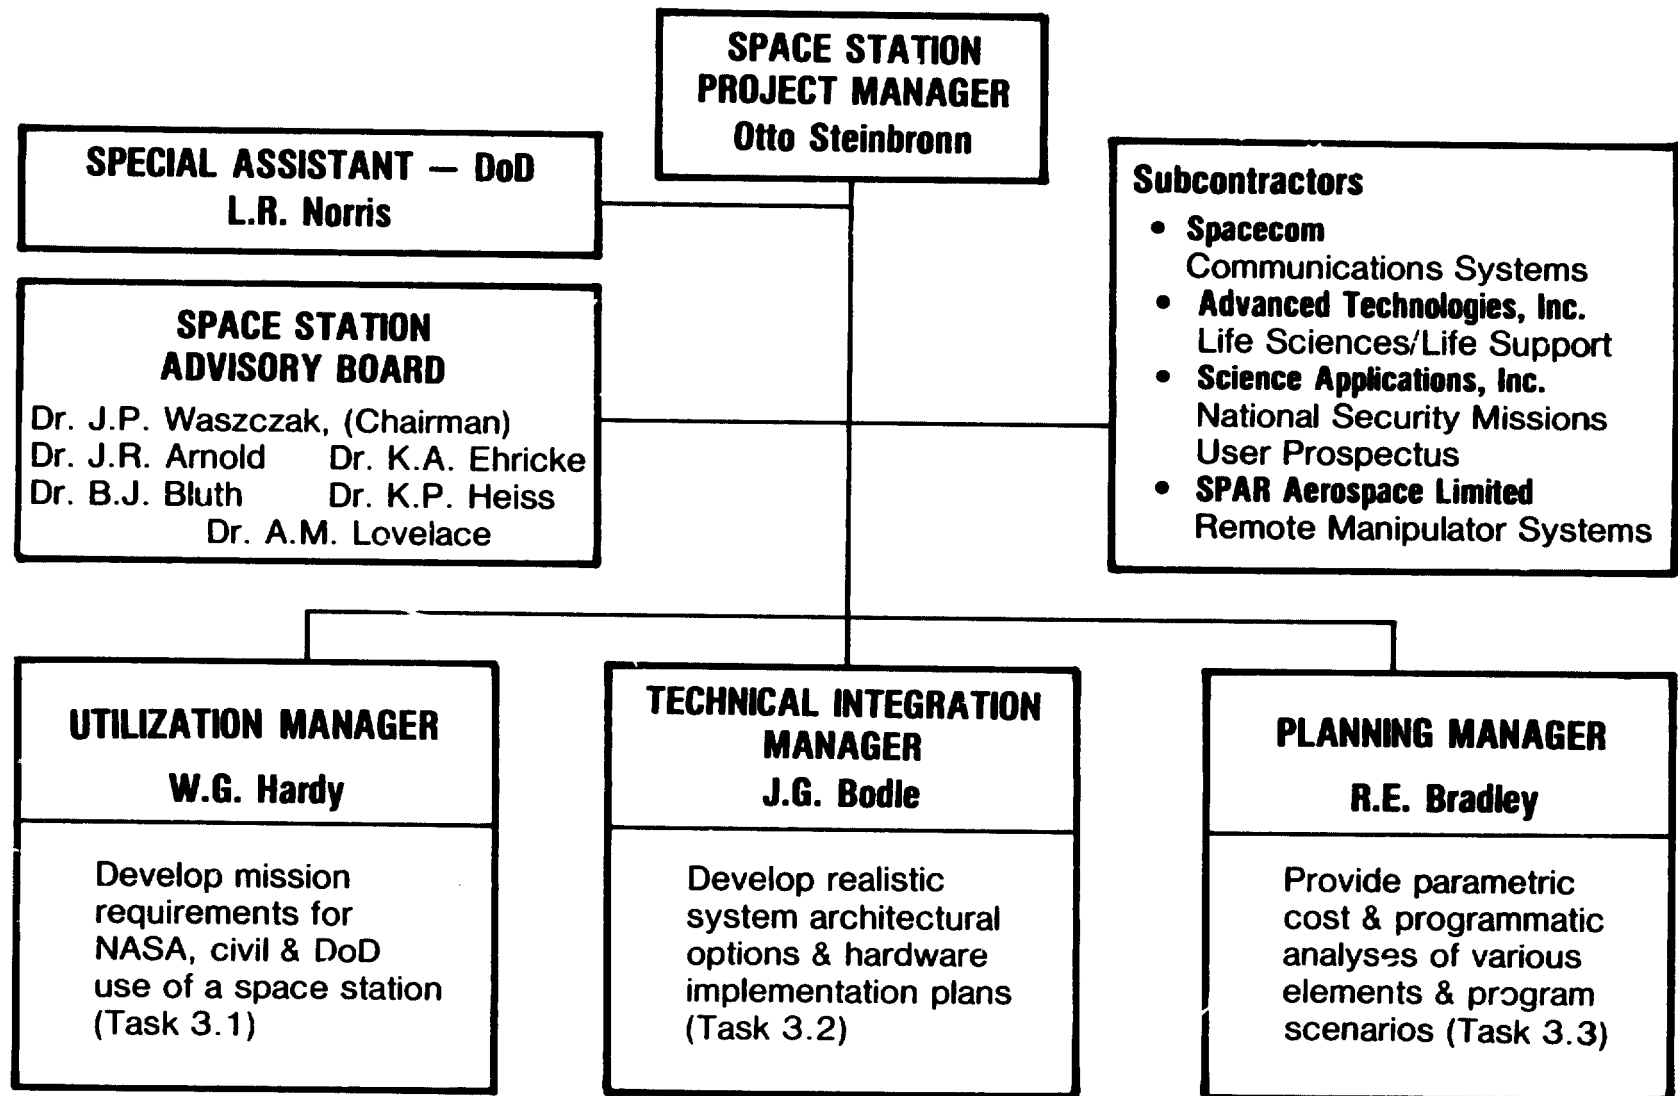 SPACE STATION
PROJECT MANAGER
Otto Steinbronn
SPECIAL ASSISTANT — DoD
L.R. Norris
SPACE STATION
ADVISORY BOARD
Dr. J.P. Waszczak, (Chairman)
Dr. J.R. Arnold Dr. K.A. Ehricke
Dr. B.J. Bluth Dr. K.P. Heiss
Dr. A.M. Lovelace
Subcontractors
• Spacecom
Communications Systems
• Advanced Technologies, Inc.
Life Sciences/Life Support
• Science Applications, Inc.
National Security Missions
User Prospectus
• SPAR Aerospace Limited
Remote Manipulator Systems
UTILIZATION MANAGER
W.G. Hardy
Develop mission
requirements for
NASA, civil & DoD
use of a space station
(Task 3.1)
TECHNICAL INTEGRATION
MANAGER
J.G. Bodle
Develop realistic
system architectural
options & hardware
implementation plans
(Task 3.2)
PLANNING MANAGER
R.E. Bradley
Provide parametric
cost & programmatic
analyses of various
elements & program
scenarios (Task 3.3)